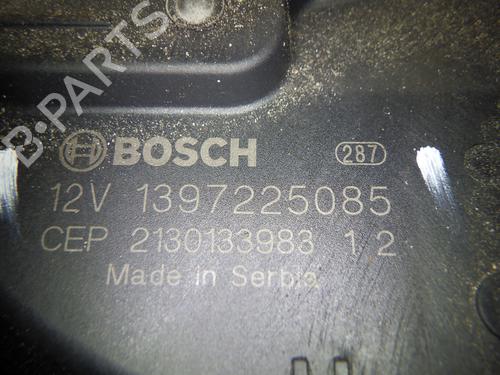 B-PARTS
BOSCH 287
12V 1397225085
CEP 2130133983 1 2
Made in Serbia